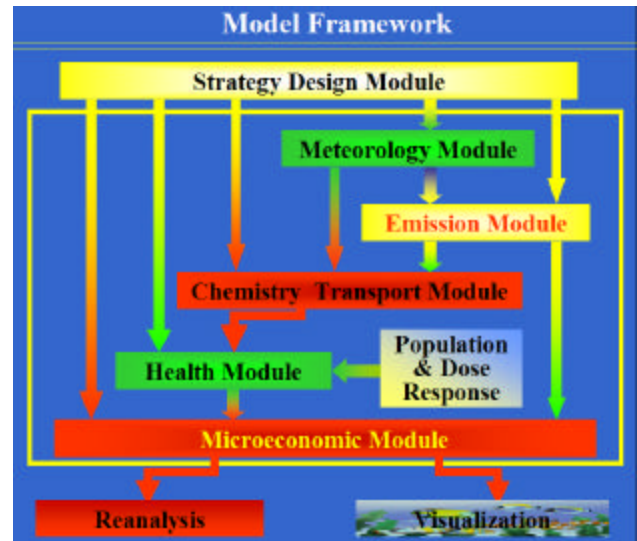 Model Framework
Strategy Design Module
Meteorology Module
Emission Module
Chemistry Transport Module
Population
& Dose
Response
Health Module
Microeconomic Module
Reanalysis
Visualization